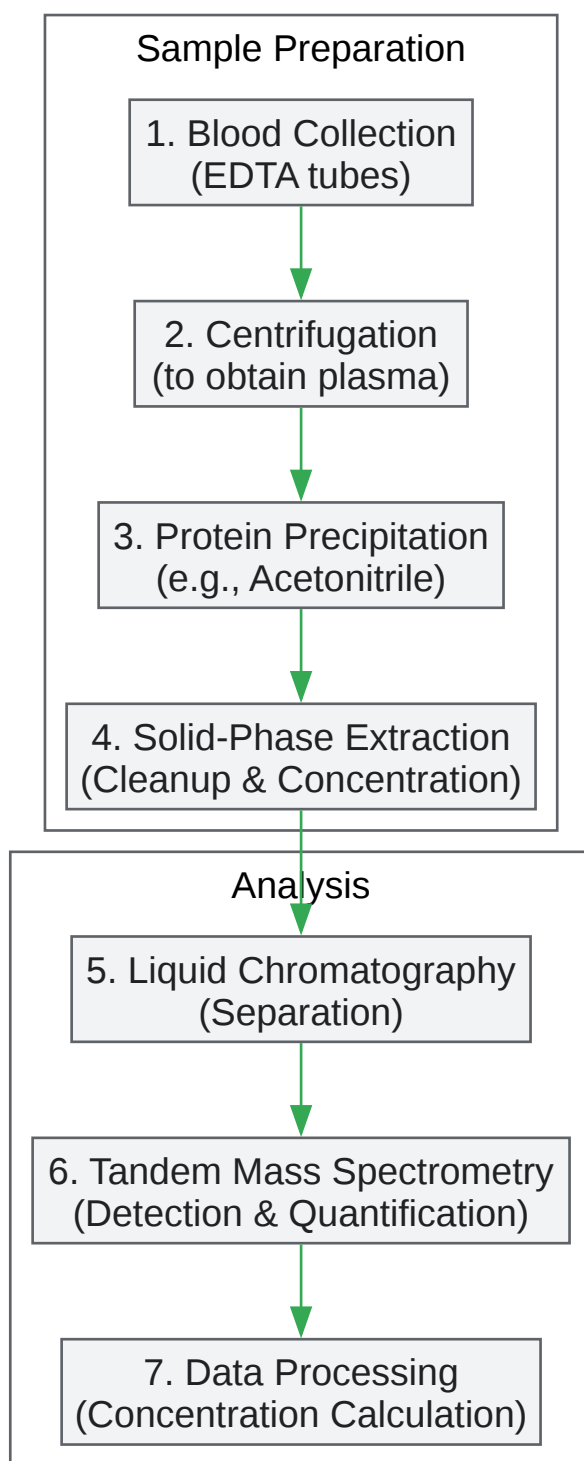 Sample Preparation
1. Blood Collection
(EDTA tubes)
2. Centrifugation
(to obtain plasma)
3. Protein Precipitation
(e.g., Acetonitrile)
4. Solid-Phase Extraction
(Cleanup & Concentration)
Analysis
5. Liquid Chromatography
(Separation)
6. Tandem Mass Spectrometry
(Detection & Quantification)
7. Data Processing
(Concentration Calculation)